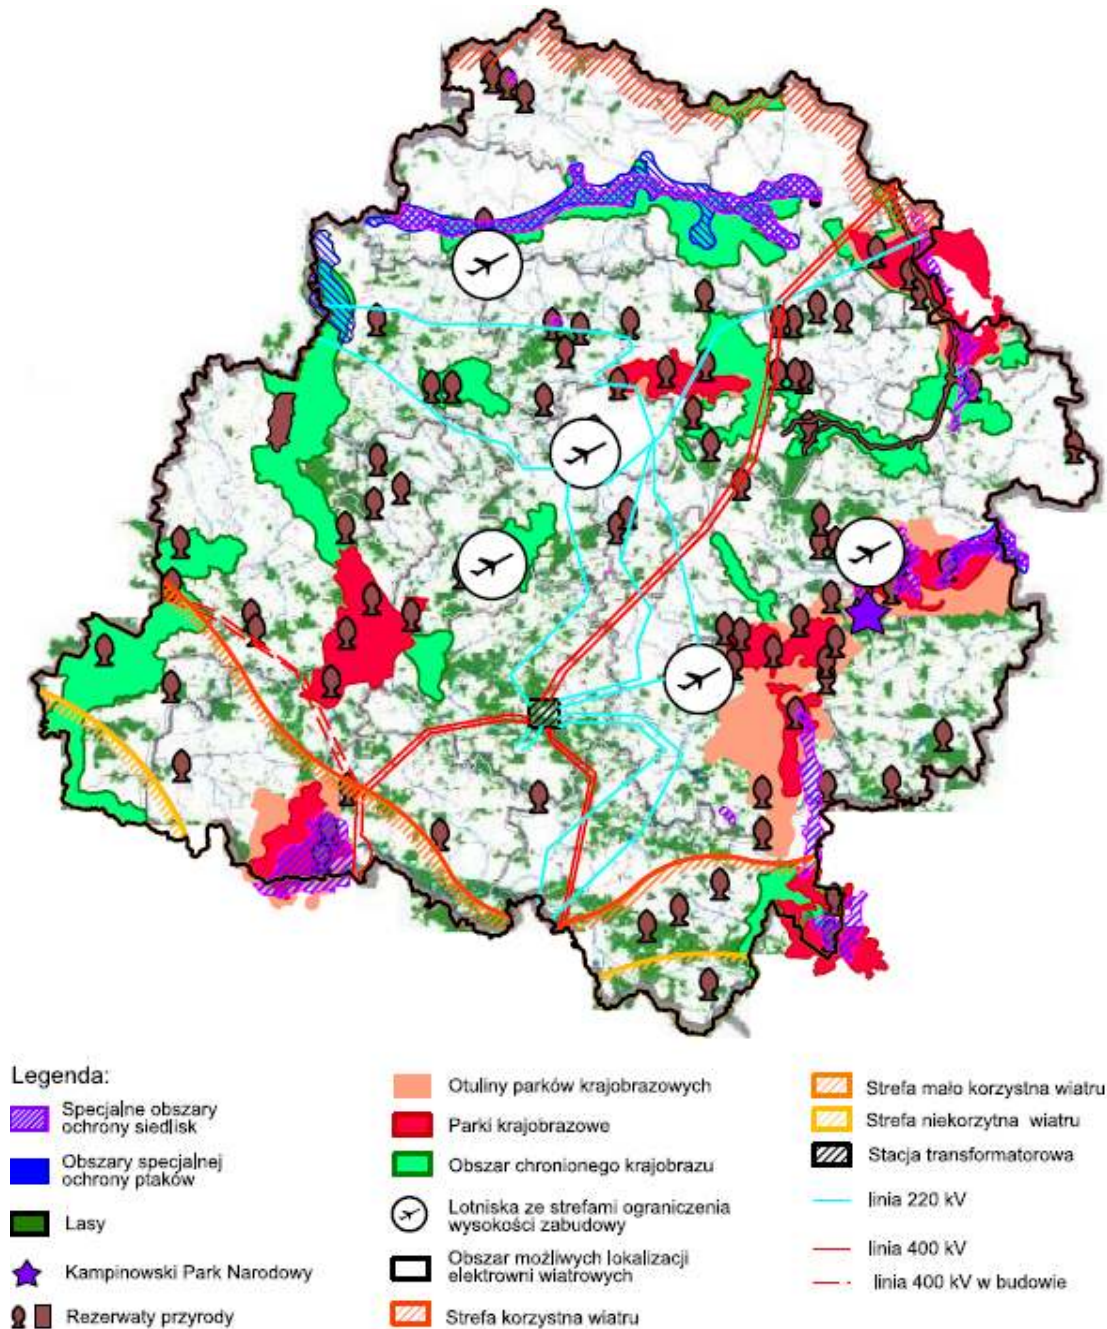 Legenda:
Specjalne obszary
ochrony siedlisk
Obszary specjalnej
ochrony ptaków
Lasy
Kampinowski Park Narodowy
Rezerwaty przyrody
Otuliny parków krajobrazowych
Parki krajobrazowe
Obszar chronionego krajobrazu
Lotniska ze strefami ograniczenia
wysokości zabudowy
Obszar możliwych lokalizacji
elektrowni wiatrowych
Strefa korzystna wiatru
Strefa mało korzystna wiatru
Strefa niekorzytna wiatru
Stacja transformatorowa
linia 220 kV
linia 400 kV
linia 400 kV w budowie